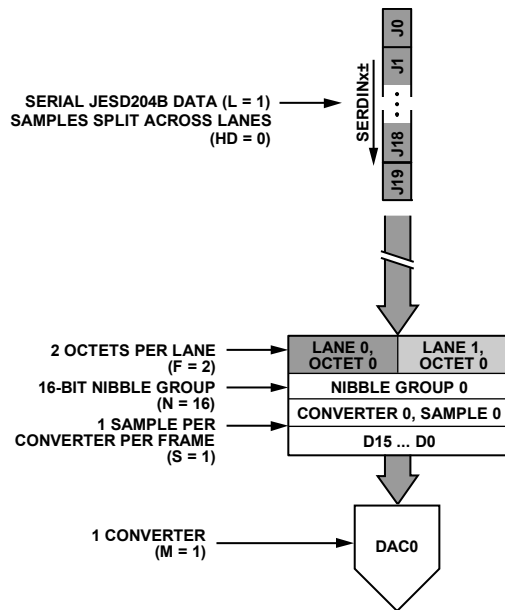 J0
J1
SERDINx±
SERIAL JESD204B DATA (L = 1)
SAMPLES SPLIT ACROSS LANES
(HD = 0)
J18
J19
2 OCTETS PER LANE
(F = 2)
LANE 0,
OCTET 0
LANE 1,
OCTET 0
16-BIT NIBBLE GROUP
(N = 16)
NIBBLE GROUP 0
1 SAMPLE PER
CONVERTER PER FRAME
(S = 1)
CONVERTER 0, SAMPLE 0
D15 ... D0
1 CONVERTER
(M = 1)
DAC0